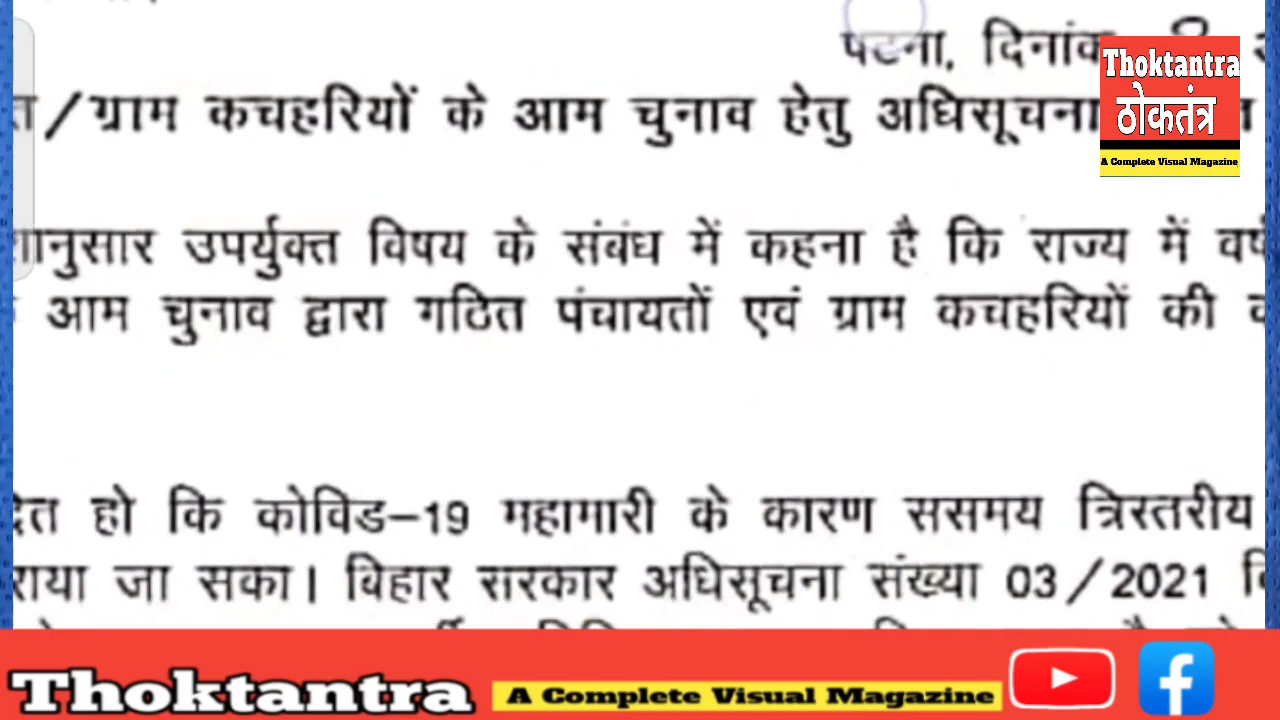 पटना, दिनांक
/ग्राम कचहरियों के आम चुनाव हेतु अधिसूचना
Thoktantra
ठोकतंत्र
A Complete Visual Magazine
उपर्युक्त विषय के संबंध में कहना है कि राज्य में
आम चुनाव द्वारा गठित पंचायतों एवं ग्राम कचहरियों की
हो कि कोविड–19 महामारी के कारण ससमय त्रिस्तरीय
जा सका। बिहार सरकार अधिसूचना संख्या 03/2021
Thoktantra A Complete Visual Magazine